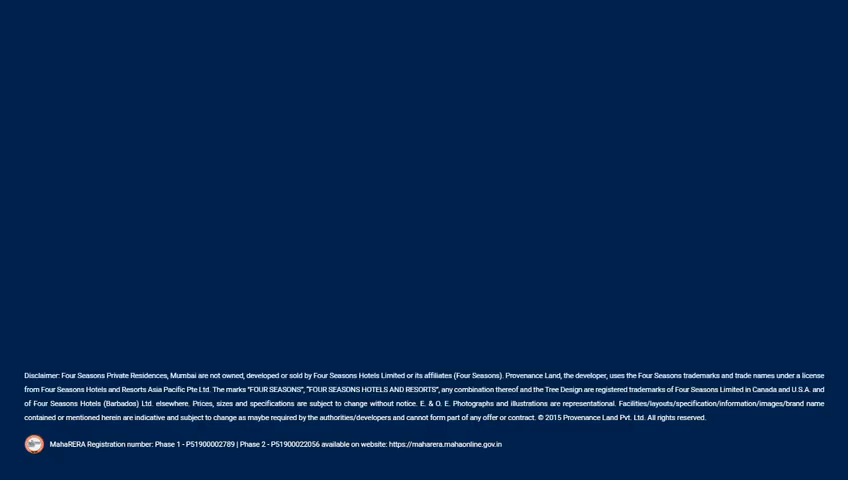 Disclaimer: Four Seasons Private Residences, Mumbai are not owned, developed or sold by Four Seasons Hotels Limited or its affiliates (Four Seasons). Provenance Land, the developer, uses the Four Seasons trademarks and trade names under a license
from Four Seasons Hotels and Resorts Asia Pacific Pte Ltd. The marks "FOUR SEASONS", "FOUR SEASONS HOTELS AND RESORTS", any combination thereof and the Tree Design are registered trademarks of Four Seasons Limited in Canada and U.S.A. and
of Four Seasons Hotels (Barbados) Ltd. elsewhere. Prices, sizes and specifications are subject to change without notice. E. & O. E. Photographs and illustrations are representational. Facilities/layouts/specification/information/images/brand name
contained or mentioned herein are indicative and subject to change as maybe required by the authorities/developers and cannot form part of any offer or contract. © 2015 Provenance Land Pvt. Ltd. All rights reserved.
MahaRERA Registration number: Phase 1 - P51900002789 | Phase 2 - P51900022056 available on website: https://maharera.mahaonline.gov.in